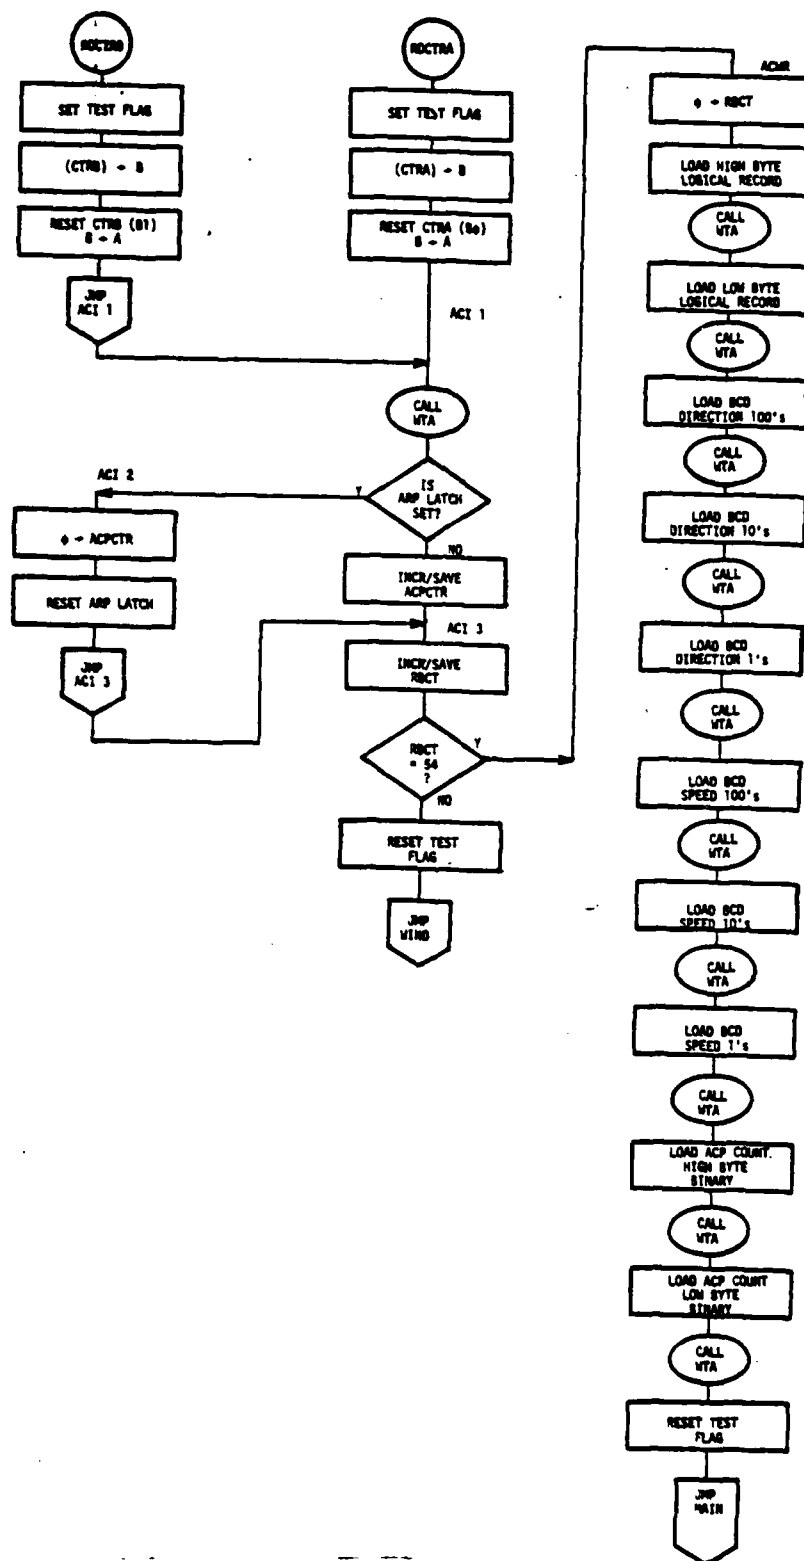 RDCTRB
SET TEST FLAG
(CTRB) → B
RESET CTRB (B1)
B → A
JMP
ACI 1
RDCTRA
SET TEST FLAG
(CTRA) → B
RESET CTRA (Bo)
B → A
ACI 1
CALL
WTA
IS
ARP LATCH
SET?
Y
ACI 2
ϕ → ACPCTR
RESET ARP LATCH
JMP
ACI 3
NO
INCR/SAVE
ACPCTR
ACI 3
INCR/SAVE
RBCT
RBCT
= 54
?
Y
NO
RESET TEST
FLAG
JMP
WIND
ACWR
ϕ → RBCT
LOAD HIGH BYTE
LOGICAL RECORD
CALL
WTA
LOAD LOW BYTE
LOGICAL RECORD
CALL
WTA
LOAD BCD
DIRECTION 100's
CALL
WTA
LOAD BCD
DIRECTION 10's
CALL
WTA
LOAD BCD
DIRECTION 1's
CALL
WTA
LOAD BCD
SPEED 100's
CALL
WTA
LOAD BCD
SPEED 10's
CALL
WTA
LOAD BCD
SPEED 1's
CALL
WTA
LOAD ACP COUNT
HIGH BYTE
BINARY
CALL
WTA
LOAD ACP COUNT
LOW BYTE
BINARY
CALL
WTA
RESET TEST
FLAG
JMP
MAIN